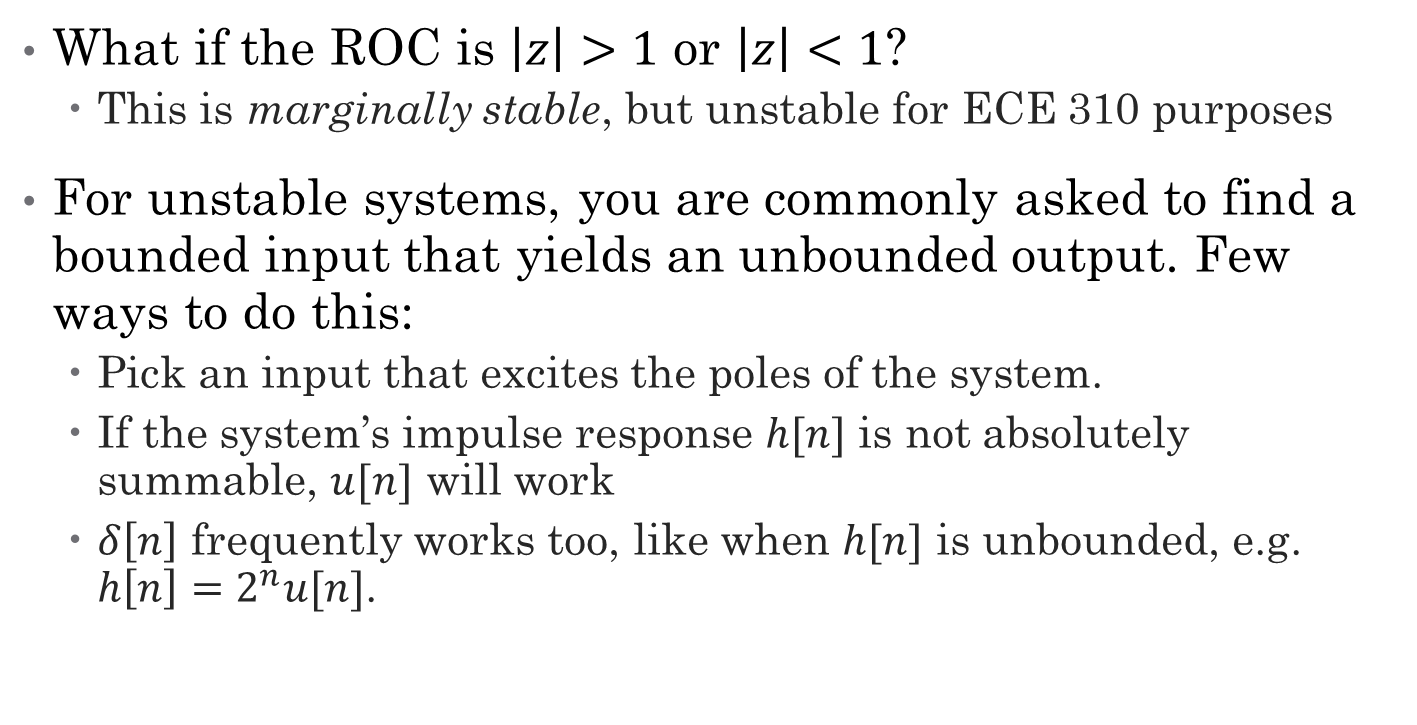 • What if the ROC is |z| > 1 or |z| < 1?
• This is marginally stable, but unstable for ECE 310 purposes
• For unstable systems, you are commonly asked to find a
bounded input that yields an unbounded output. Few
ways to do this:
• Pick an input that excites the poles of the system.
• If the system’s impulse response h[n] is not absolutely
summable, u[n] will work
• δ[n] frequently works too, like when h[n] is unbounded, e.g.
h[n] = 2ⁿu[n].